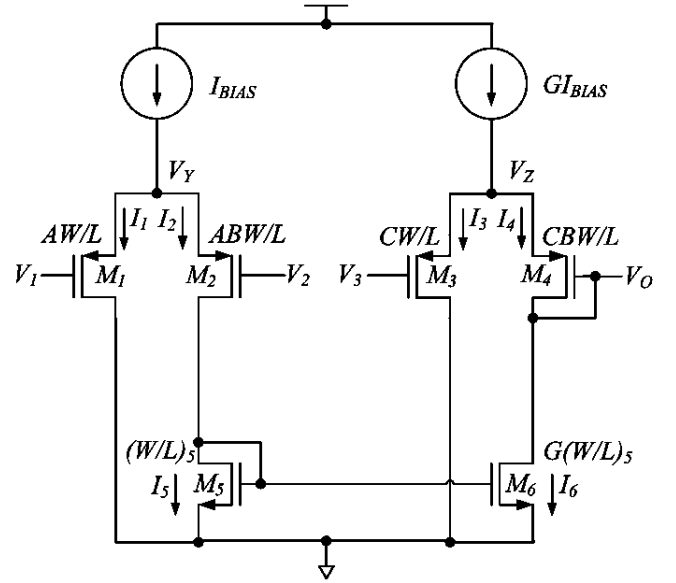 I_BIAS GI_BIAS
V_Y V_Z
I_1 I_2 I_3 I_4
AW/L ABW/L CW/L CBW/L
V_1 M_1 M_2 V_2 V_3 M_3 M_4 V_O
(W/L)_5 G(W/L)_5
I_5 M_5 M_6 I_6